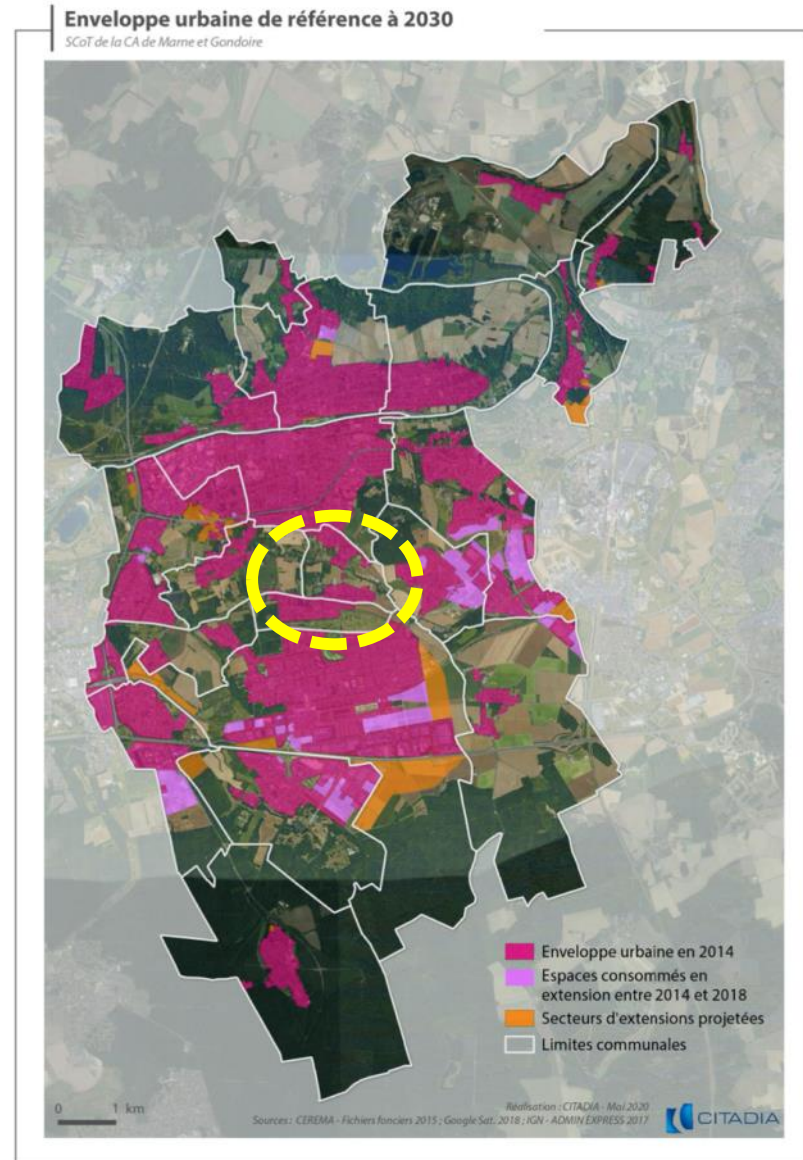 Enveloppe urbaine de référence à 2030
SCoT de la CA de Marne et Gondoire
Enveloppe urbaine en 2014
Espaces consommés en
extension entre 2014 et 2018
Secteurs d'extensions projetées
Limites communales
0 1 km
Réalisation : CITADIA - Mai 2020
Sources : CEREMA - Fichiers fonciers 2015 ; Google Sat. 2018 ; IGN - ADMIN EXPRESS 2017
CITADIA